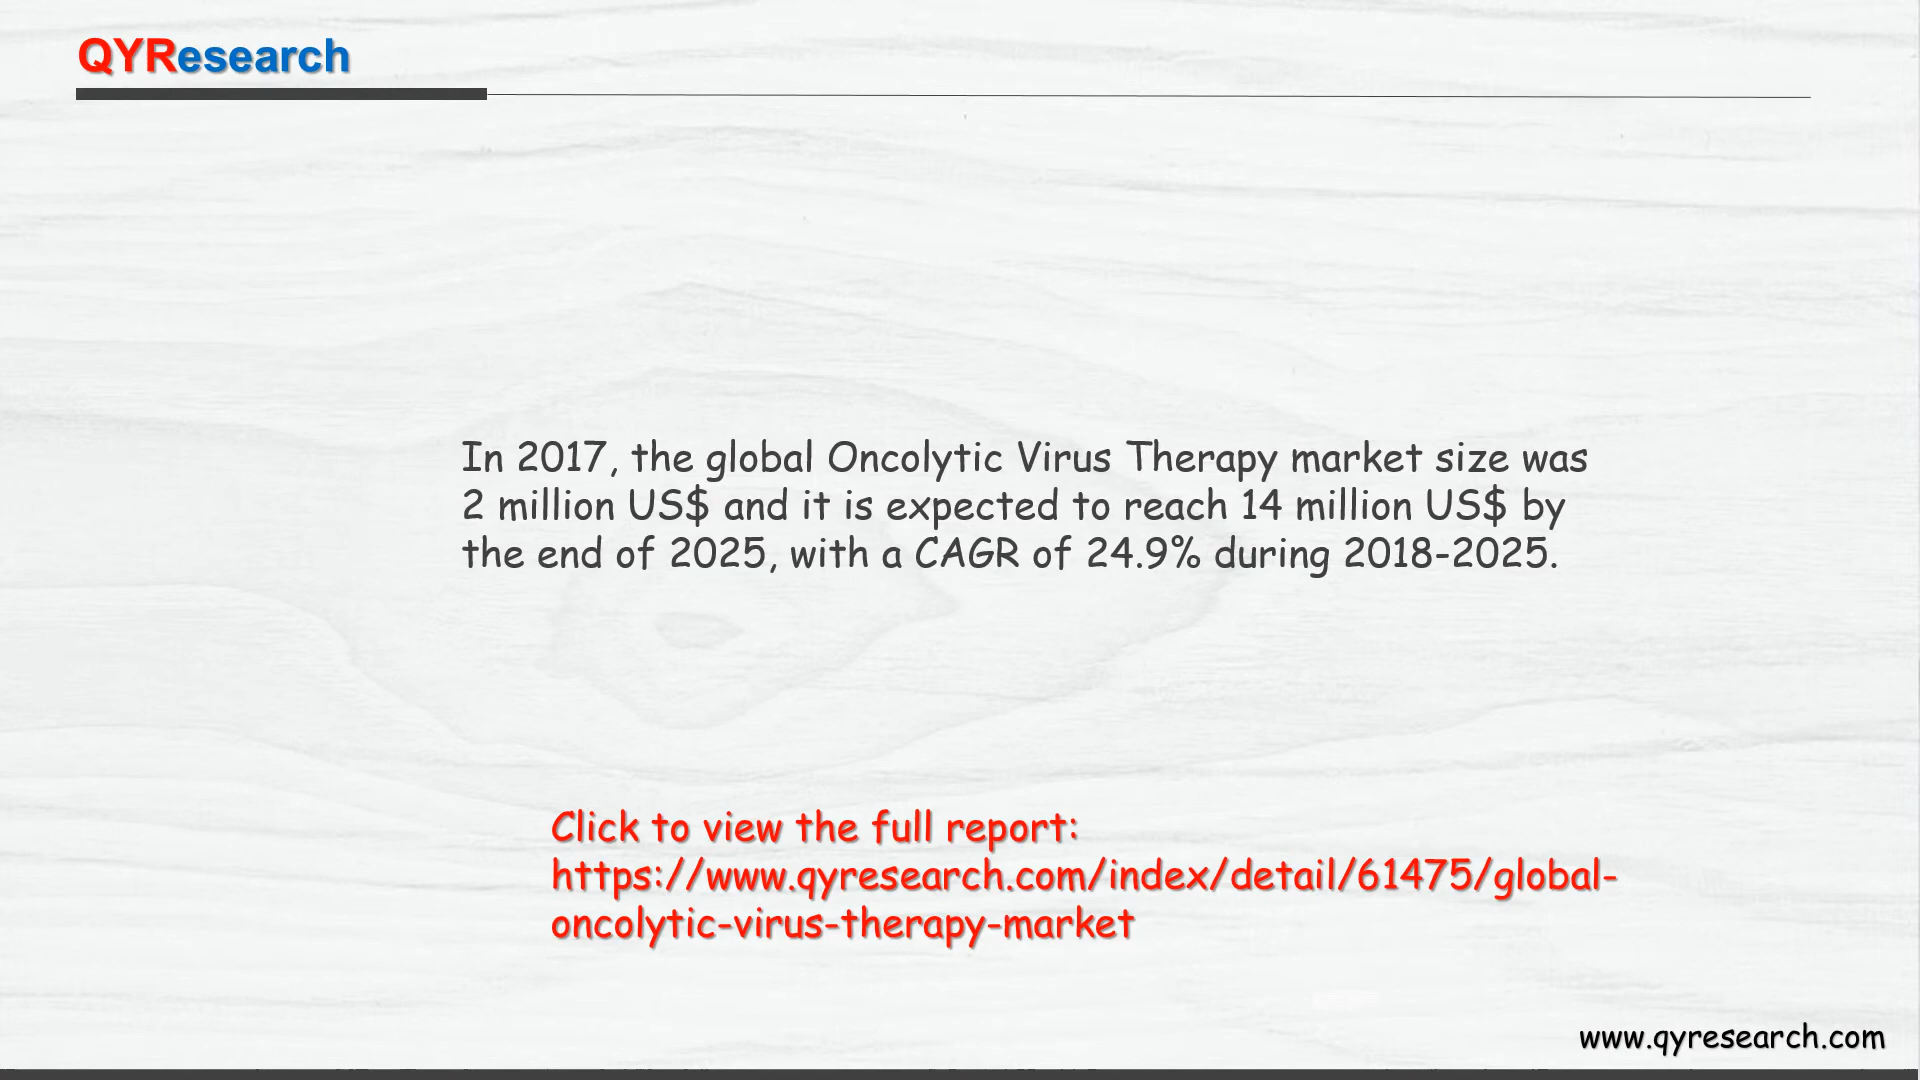 QYResearch
In 2017, the global Oncolytic Virus Therapy market size was
2 million US$ and it is expected to reach 14 million US$ by
the end of 2025, with a CAGR of 24.9% during 2018-2025.
Click to view the full report:
https://www.qyresearch.com/index/detail/61475/global-
oncolytic-virus-therapy-market
www.qyresearch.com